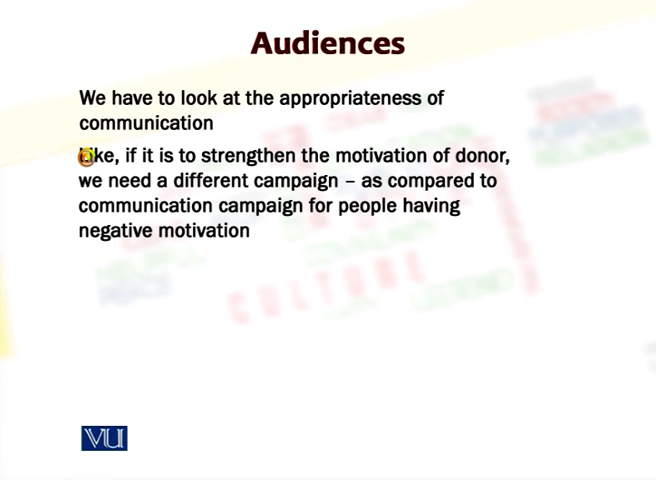 Audiences
We have to look at the appropriateness of
communication
Like, if it is to strengthen the motivation of donor,
we need a different campaign – as compared to
communication campaign for people having
negative motivation
CULTURE
VU